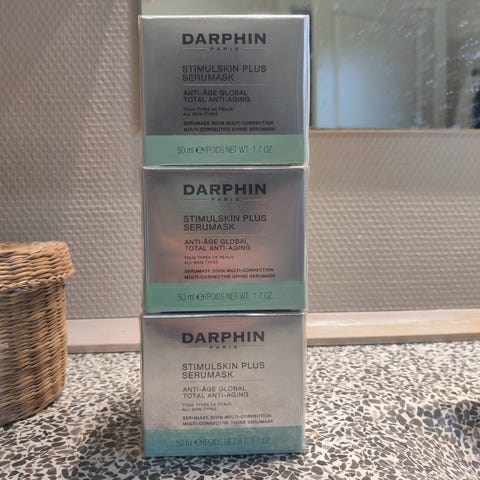 DARPHIN
PARIS
STIMULSKIN PLUS
SERUMASK
ANTI-ÂGE GLOBAL
TOTAL ANTI-AGING
TOUS TYPES DE PEAUX
ALL SKIN TYPES
SERUMASK DIVIN MULTI-CORRECTION
MULTI-CORRECTIVE DIVINE SERUMASK
50 ml ℮/POIDS NET WT. 1.7 OZ.
DARPHIN
PARIS
STIMULSKIN PLUS
SERUMASK
ANTI-ÂGE GLOBAL
TOTAL ANTI-AGING
TOUS TYPES DE PEAUX
ALL SKIN TYPES
SERUMASK DIVIN MULTI-CORRECTION
MULTI-CORRECTIVE DIVINE SERUMASK
50 ml ℮/POIDS NET WT. 1.7 OZ.
DARPHIN
PARIS
STIMULSKIN PLUS
SERUMASK
ANTI-ÂGE GLOBAL
TOTAL ANTI-AGING
TOUS TYPES DE PEAUX
ALL SKIN TYPES
SERUMASK DIVIN MULTI-CORRECTION
MULTI-CORRECTIVE DIVINE SERUMASK
50 ml ℮/POIDS NET WT. 1.7 OZ.